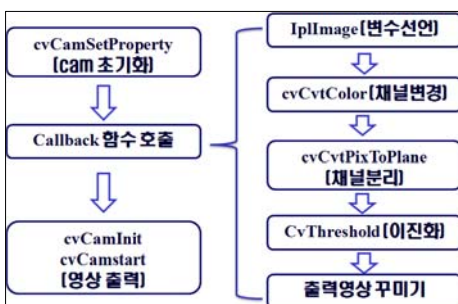 cvCamSetProperty
(cam 초기화)
Callback 함수 호출
cvCamInit
cvCamstart
(영상 출력)
IplImage (변수선언)
cvCvtColor (채널변경)
cvCvtPixToPlane
(채널분리)
CvThreshold (이진화)
출력영상 꾸미기